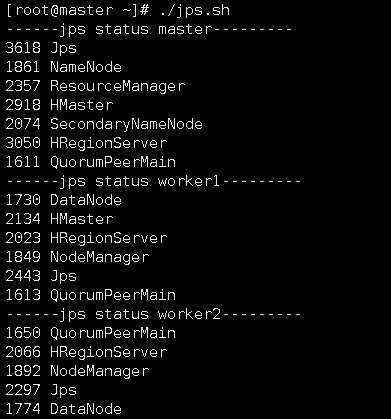 [root@master ~]# ./jps.sh
------jps status master---------
3618 Jps
1861 NameNode
2357 ResourceManager
2918 HMaster
2074 SecondaryNameNode
3050 HRegionServer
1611 QuorumPeerMain
------jps status worker1---------
1730 DataNode
2134 HMaster
2023 HRegionServer
1849 NodeManager
2443 Jps
1613 QuorumPeerMain
------jps status worker2---------
1650 QuorumPeerMain
2066 HRegionServer
1892 NodeManager
2297 Jps
1774 DataNode